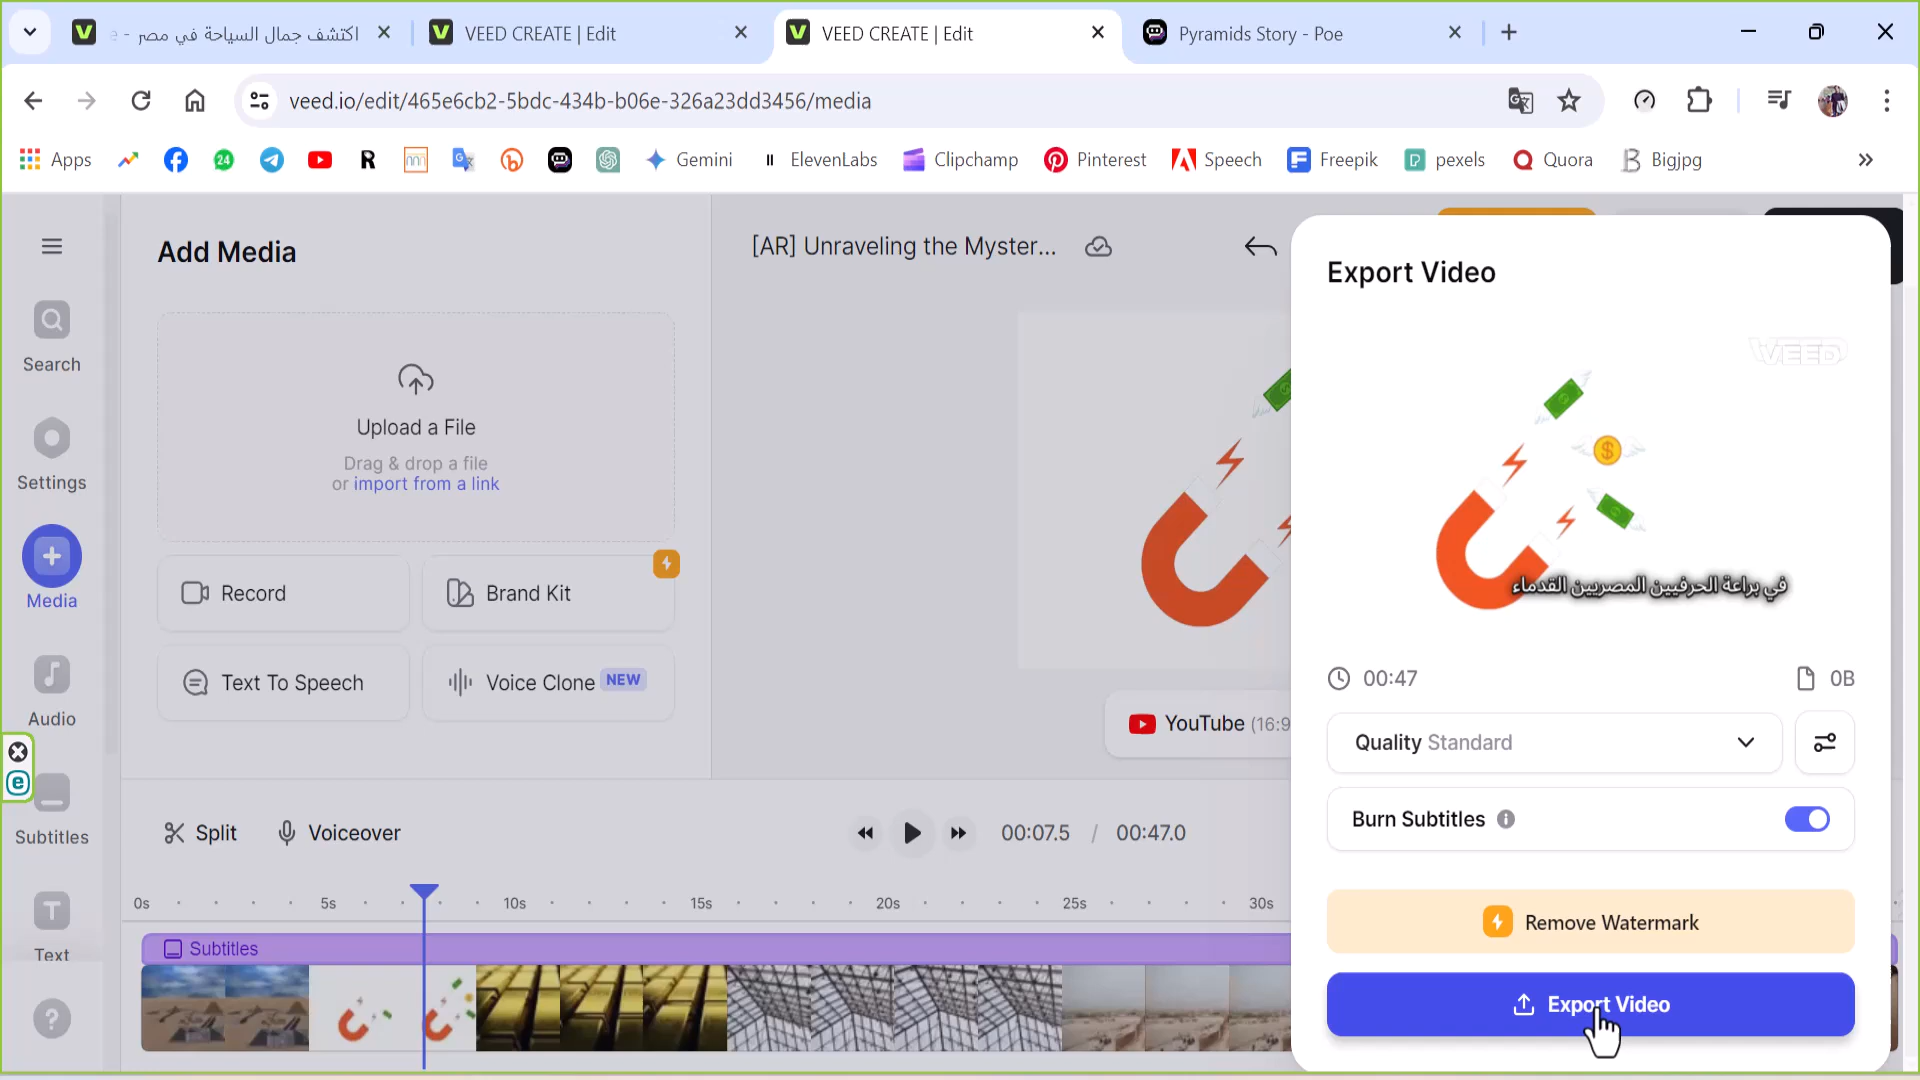 اكتشف جمال السياحة في مصر - e
VEED CREATE | Edit
VEED CREATE | Edit
Pyramids Story - Poe
veed.io/edit/465e6cb2-5bdc-434b-b06e-326a23dd3456/media
Apps
24
R
Gemini
ElevenLabs
Clipchamp
Pinterest
Speech
Freepik
pexels
Quora
Bigjpg
Search
Settings
Media
Audio
Subtitles
Text
Add Media
Upload a File
Drag & drop a file
or import from a link
Record
Brand Kit
Text To Speech
Voice Clone NEW
[AR] Unraveling the Myster...
YouTube (16:9
Split
Voiceover
00:07.5 / 00:47.0
0s 5s 10s 15s 20s 25s 30s
Subtitles
Export Video
VEED
في براعة الحرفيين المصريين القدماء
00:47
0B
Quality Standard
Burn Subtitles
Remove Watermark
Export Video